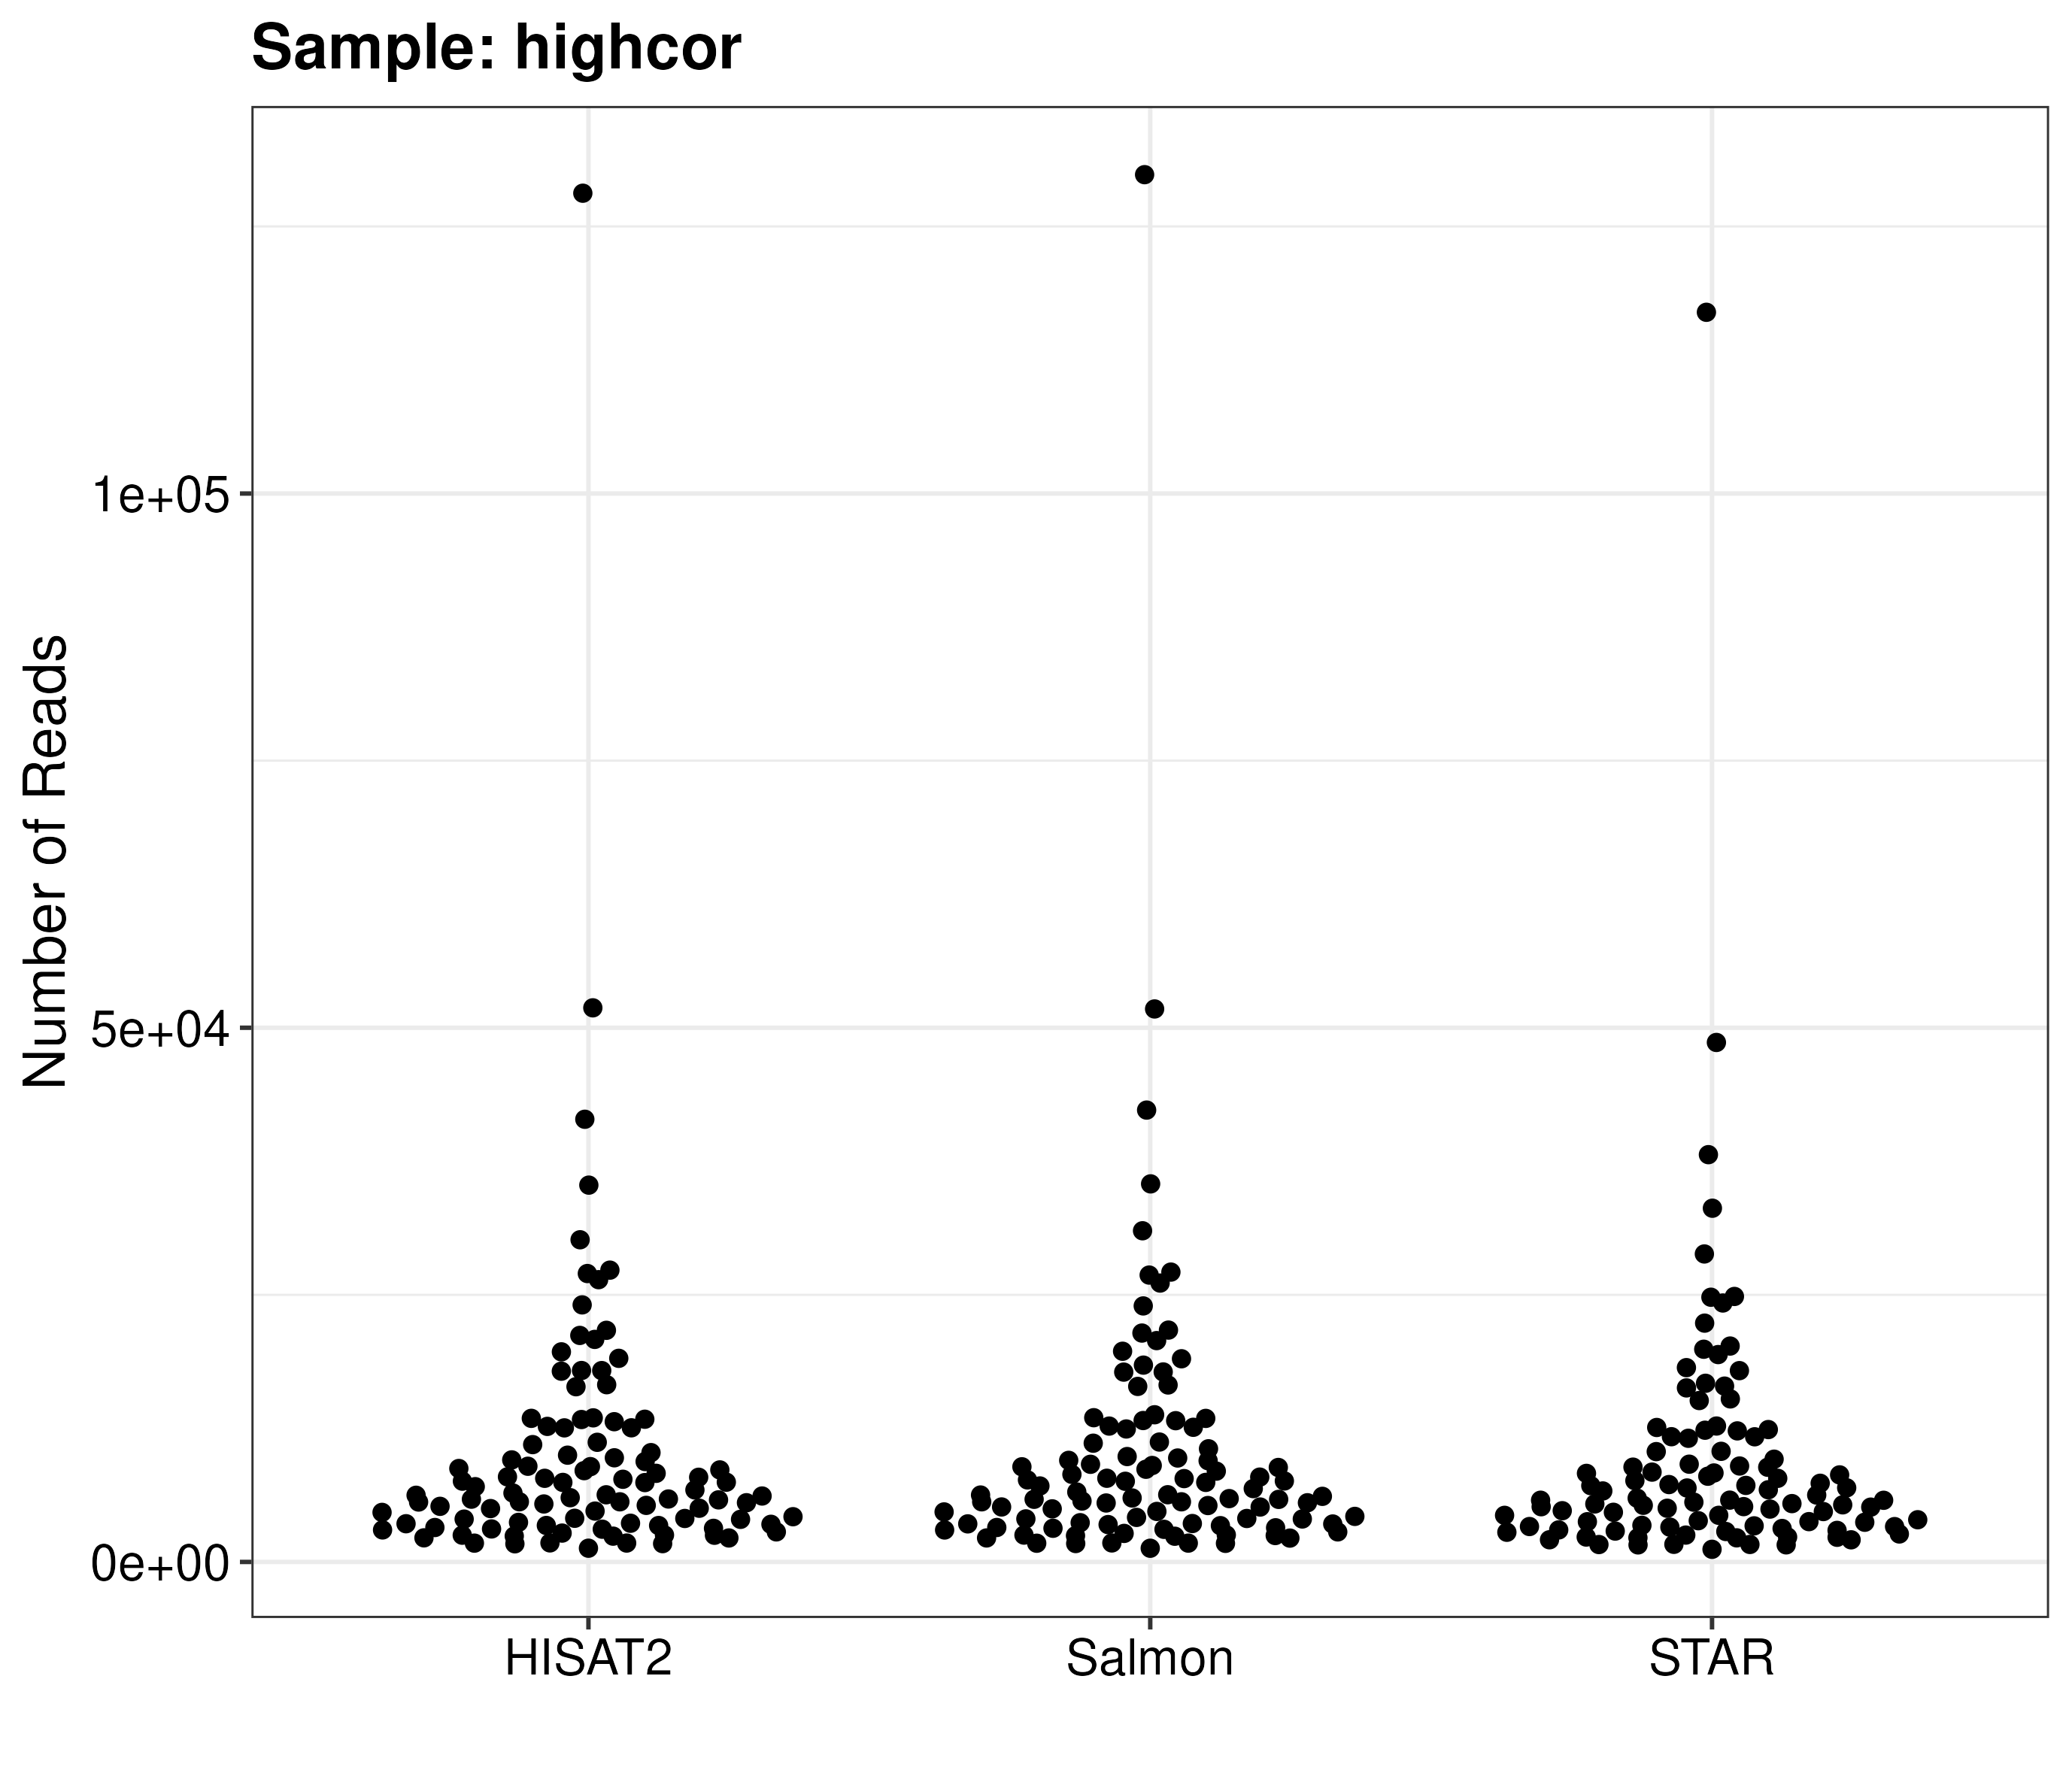 Sample: highcor
Number of Reads
1e+05
5e+04
0e+00
HISAT2 Salmon STAR